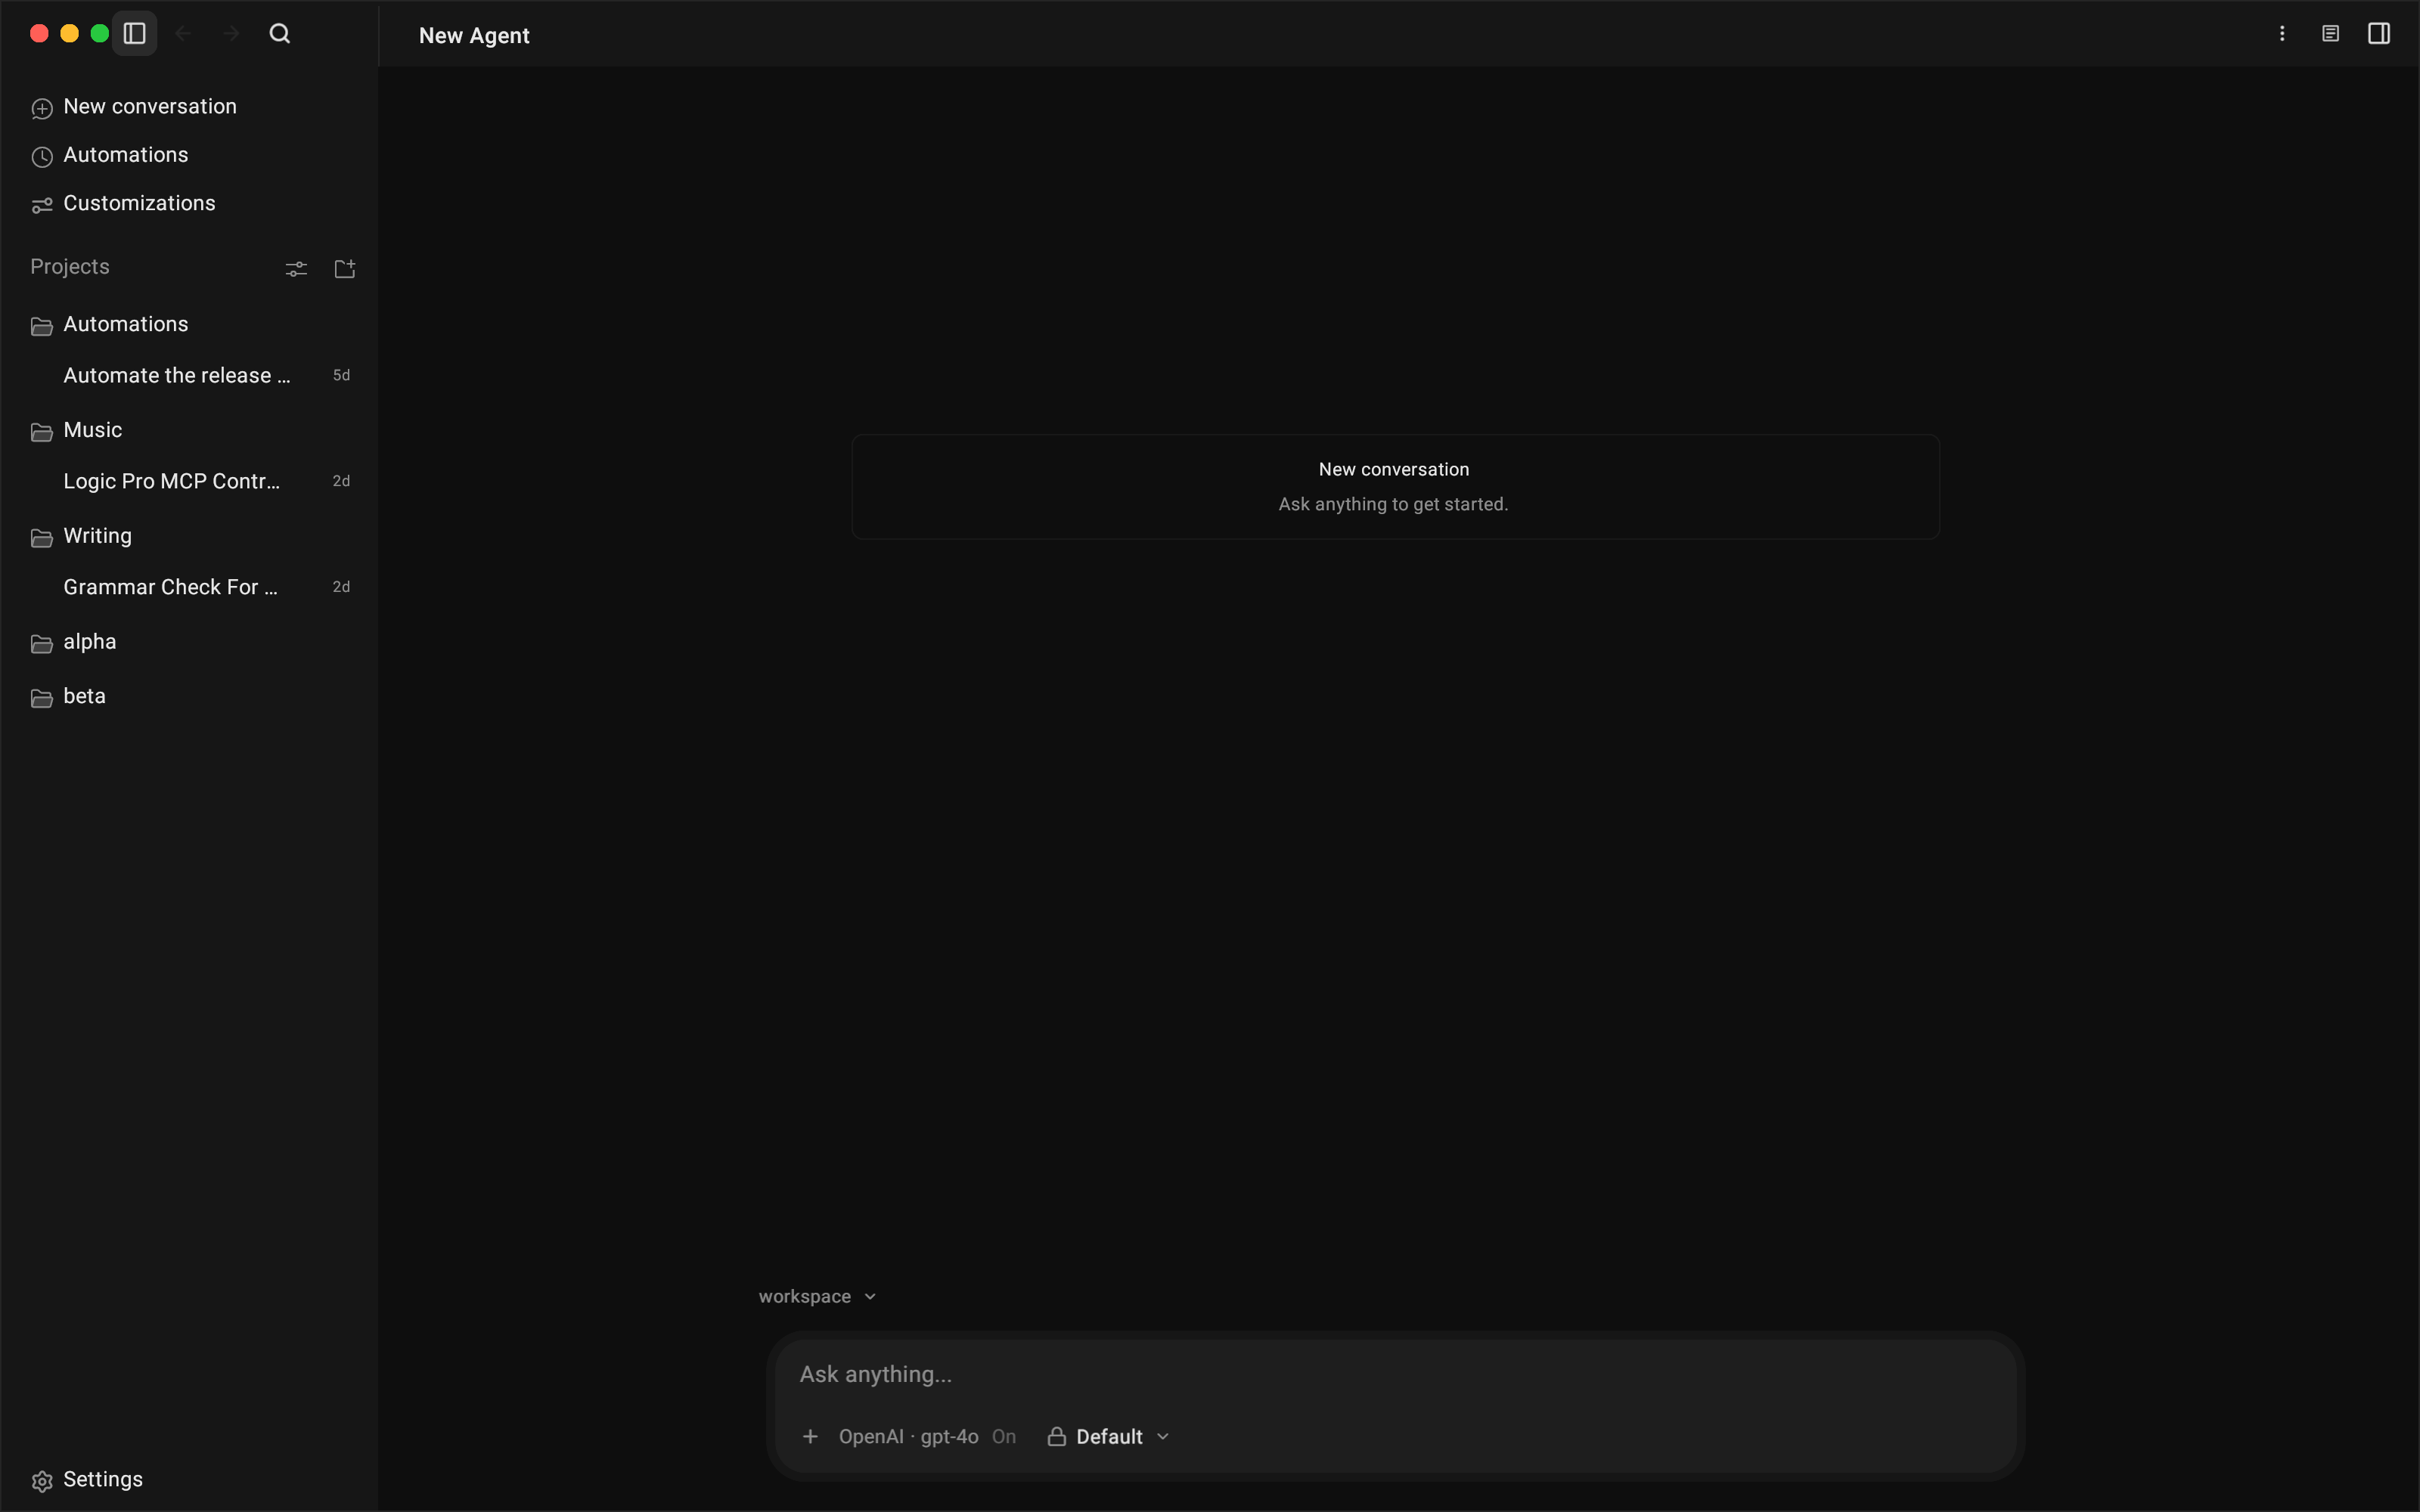 New Agent
New conversation
Automations
Customizations
Projects
Automations
Automate the release ... 5d
Music
Logic Pro MCP Contr... 2d
Writing
Grammar Check For ... 2d
alpha
beta
Settings
New conversation
Ask anything to get started.
workspace
Ask anything...
OpenAI · gpt-4o On Default